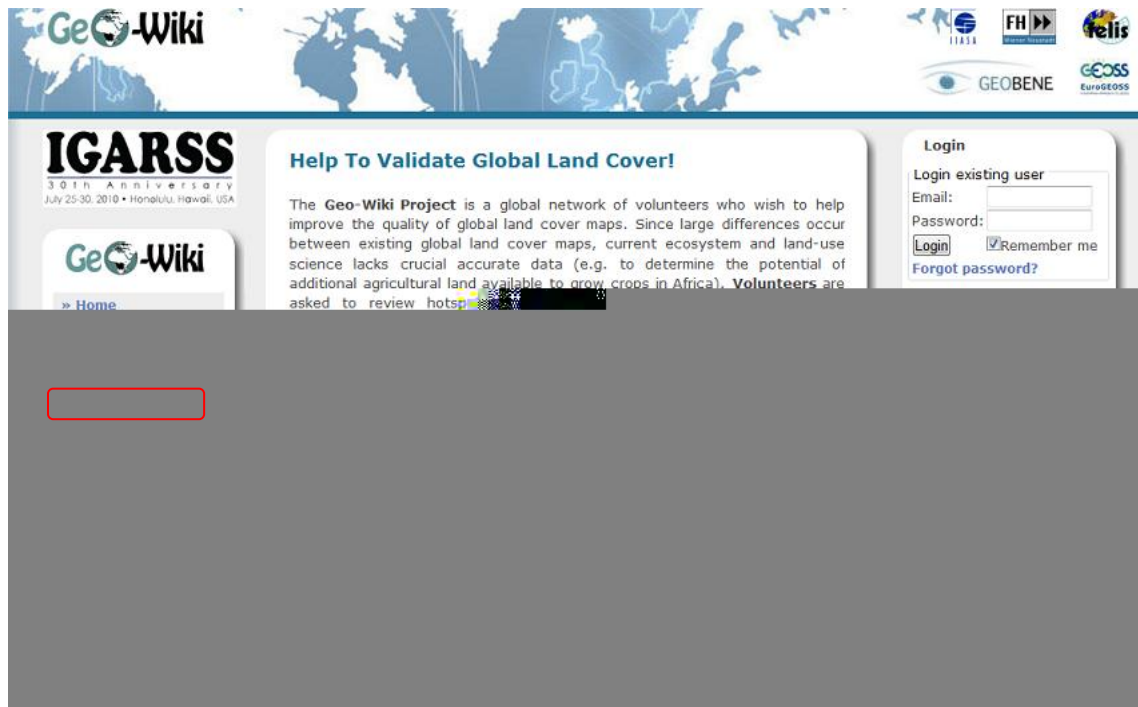 GeO-Wiki
IIASA
FH
felis
GEOBENE
GEOSS
EuroGEOSS
IGARSS
30th Anniversary
July 25-30, 2010 • Honolulu, Hawaii, USA
GeO-Wiki
» Home
Help To Validate Global Land Cover!
The Geo-Wiki Project is a global network of volunteers who wish to help
improve the quality of global land cover maps. Since large differences occur
between existing global land cover maps, current ecosystem and land-use
science lacks crucial accurate data (e.g. to determine the potential of
additional agricultural land available to grow crops in Africa). Volunteers are
asked to review
Login
Login existing user
Email:
Password:
Login Remember me
Forgot password?